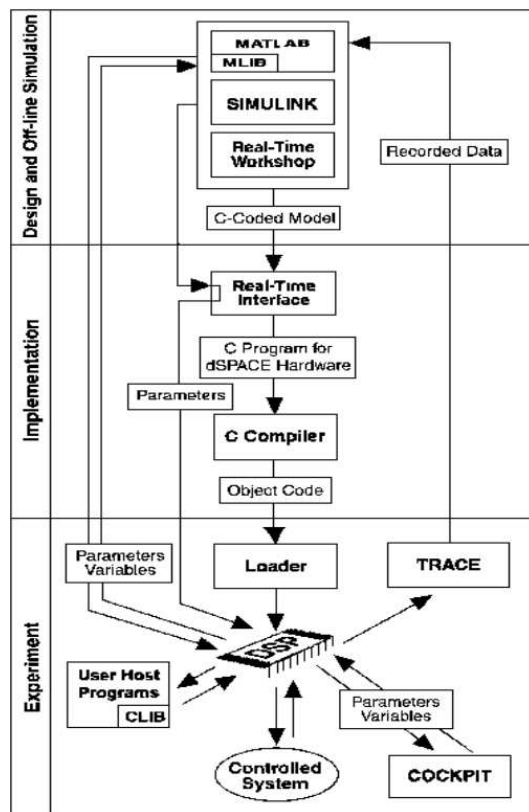 Design and Off-line Simulation
MATLAB
MLIB
SIMULINK
Real-Time
Workshop
Recorded Data
C-Coded Model
Implementation
Real-Time
Interface
C Program for
dSPACE Hardware
Parameters
C Compiler
Object Code
Experiment
Parameters
Variables
Loader
TRACE
DSP
User Host
Programs
CLIB
Parameters
Variables
Controlled
System
COCKPIT